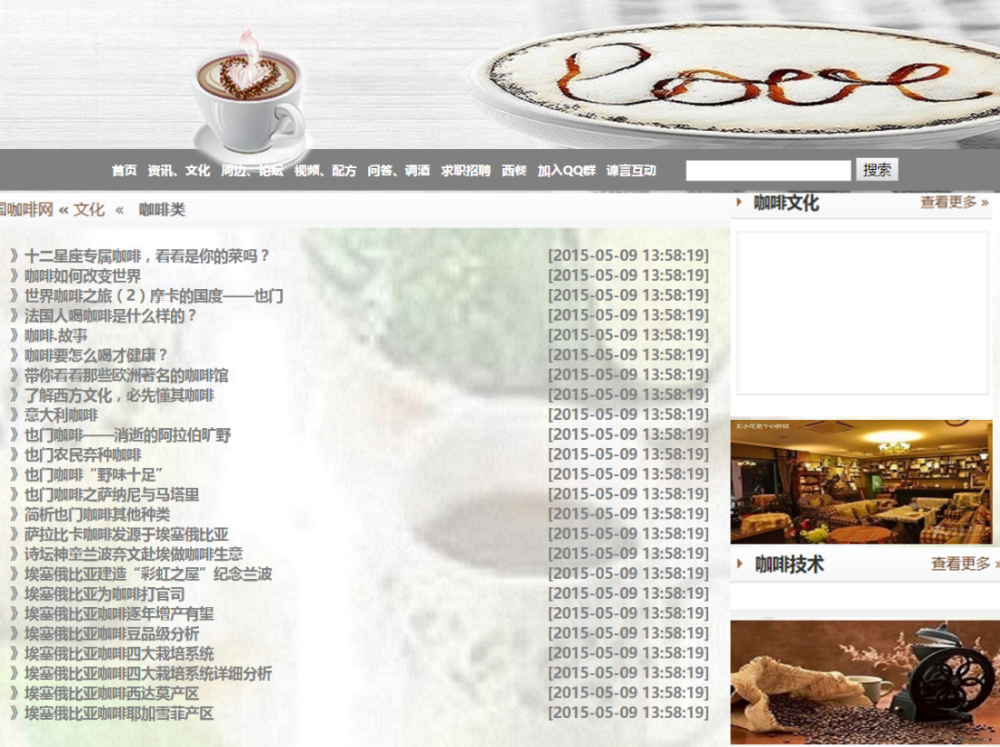 Love
首页 资讯、文化 周边、论坛 视频、配方 问答、调酒 求职招聘 西餐 加入QQ群 谏言互动 搜索
国咖啡网 « 文化 « 咖啡类
》十二星座专属咖啡，看看是你的菜吗？ [2015-05-09 13:58:19]
》咖啡如何改变世界 [2015-05-09 13:58:19]
》世界咖啡之旅（2）摩卡的国度——也门 [2015-05-09 13:58:19]
》法国人喝咖啡是什么样的？ [2015-05-09 13:58:19]
》咖啡.故事 [2015-05-09 13:58:19]
》咖啡要怎么喝才健康？ [2015-05-09 13:58:19]
》带你看看那些欧洲著名的咖啡馆 [2015-05-09 13:58:19]
》了解西方文化，必先懂其咖啡 [2015-05-09 13:58:19]
》意大利咖啡 [2015-05-09 13:58:19]
》也门咖啡——消逝的阿拉伯旷野 [2015-05-09 13:58:19]
》也门农民弃种咖啡 [2015-05-09 13:58:19]
》也门咖啡“野味十足” [2015-05-09 13:58:19]
》也门咖啡之萨纳尼与马塔里 [2015-05-09 13:58:19]
》简析也门咖啡其他种类 [2015-05-09 13:58:19]
》萨拉比卡咖啡发源于埃塞俄比亚 [2015-05-09 13:58:19]
》诗坛神童兰波弃文赴埃做咖啡生意 [2015-05-09 13:58:19]
》埃塞俄比亚建造“彩虹之屋”纪念兰波 [2015-05-09 13:58:19]
》埃塞俄比亚为咖啡打官司 [2015-05-09 13:58:19]
》埃塞俄比亚咖啡逐年增产有望 [2015-05-09 13:58:19]
》埃塞俄比亚咖啡豆品级分析 [2015-05-09 13:58:19]
》埃塞俄比亚咖啡四大栽培系统 [2015-05-09 13:58:19]
》埃塞俄比亚咖啡四大栽培系统详细分析 [2015-05-09 13:58:19]
》埃塞俄比亚咖啡西达莫产区 [2015-05-09 13:58:19]
》埃塞俄比亚咖啡耶加雪菲产区 [2015-05-09 13:58:19]
咖啡文化 查看更多 »
咖啡技术 查看更多 »